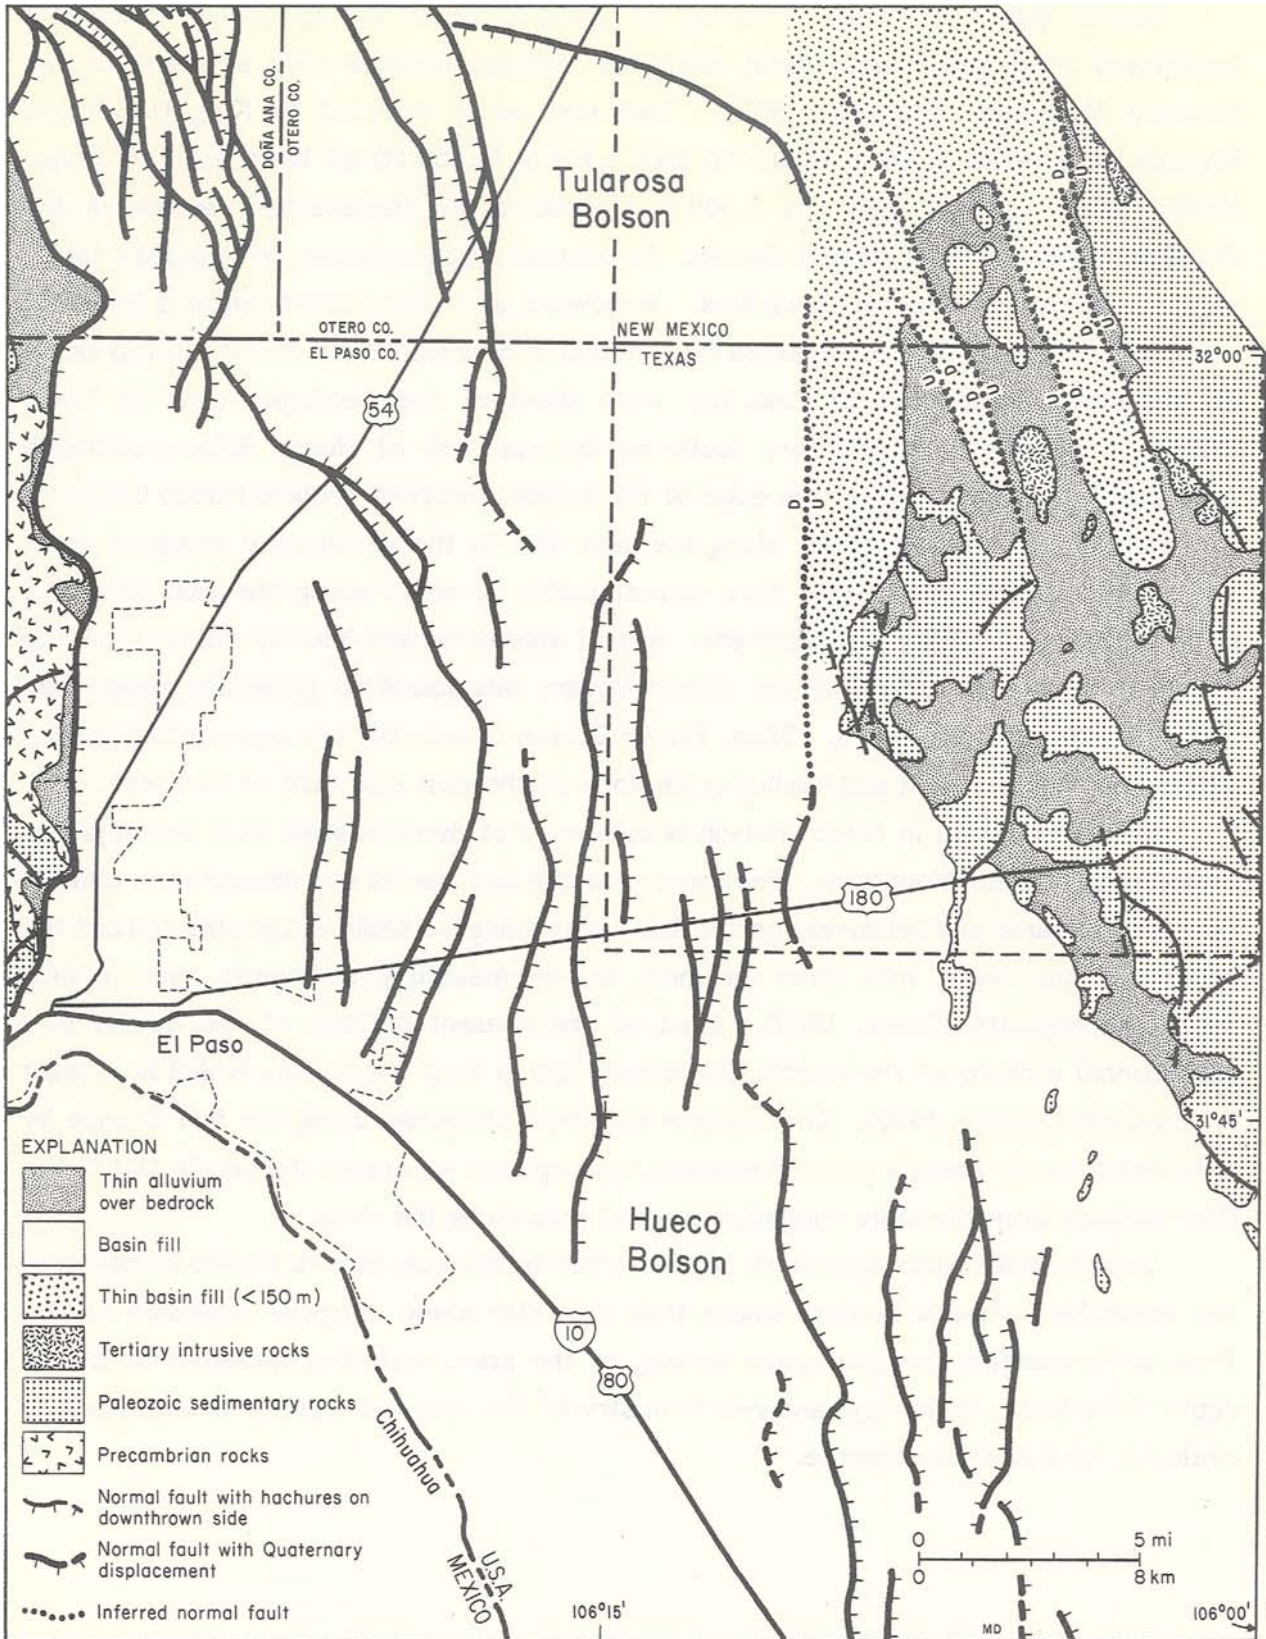 DOÑA ANA CO.
OTERO CO.
Tularosa
Bolson
OTERO CO.
EL PASO CO.
NEW MEXICO
TEXAS
32°00'
54
D
U
D
U
D
U
D
U
D
U
D
U
D
U
D
U
180
El Paso
31°45'
EXPLANATION
Thin alluvium
over bedrock
Basin fill
Thin basin fill (<150 m)
Tertiary intrusive rocks
Paleozoic sedimentary rocks
Precambrian rocks
Normal fault with hachures on
downthrown side
Normal fault with Quaternary
displacement
Inferred normal fault
Hueco
Bolson
10
80
Chihuahua
U.S.A.
MEXICO
0 5 mi
0 8 km
106°15'
106°00'
MD